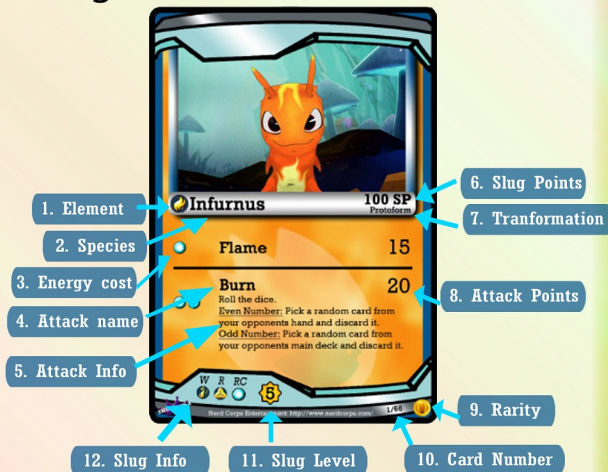 Infurnus 100 SP
Protoform
Flame 15
Burn 20
Roll the dice.
Even Number: Pick a random card from
your opponents hand and discard it.
Odd Number: Pick a random card from
your opponents main deck and discard it.
W R RC
5
Nerd Corps Entertainment http://www.nerdcorps.com/ 1/66
1. Element
2. Species
3. Energy cost
4. Attack name
5. Attack Info
6. Slug Points
7. Tranformation
8. Attack Points
9. Rarity
10. Card Number
11. Slug Level
12. Slug Info